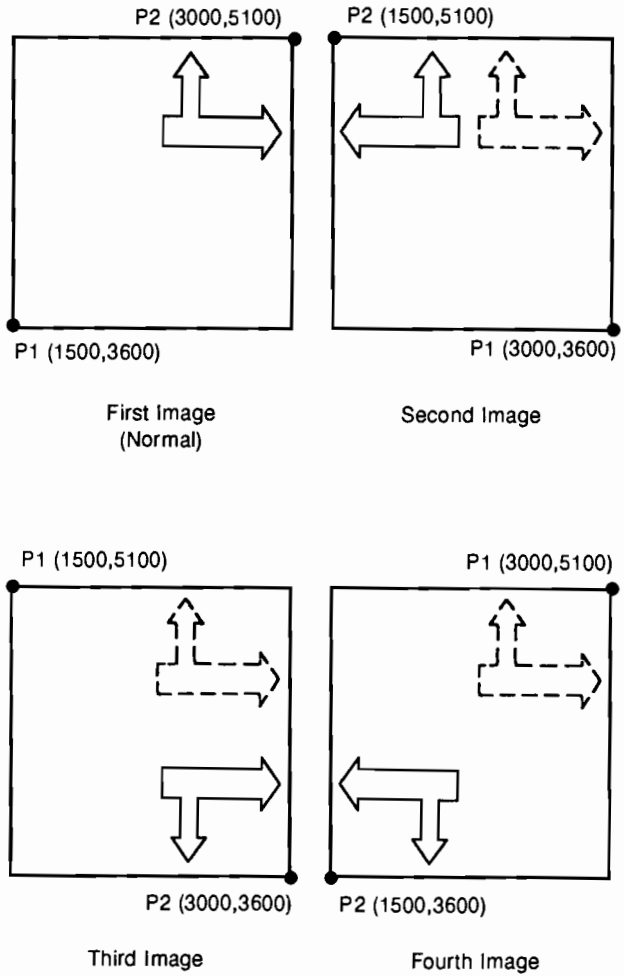 P2 (3000,5100)
P2 (1500,5100)
P1 (1500,3600)
P1 (3000,3600)
First Image
(Normal)
Second Image
P1 (1500,5100)
P1 (3000,5100)
P2 (3000,3600)
P2 (1500,3600)
Third Image
Fourth Image